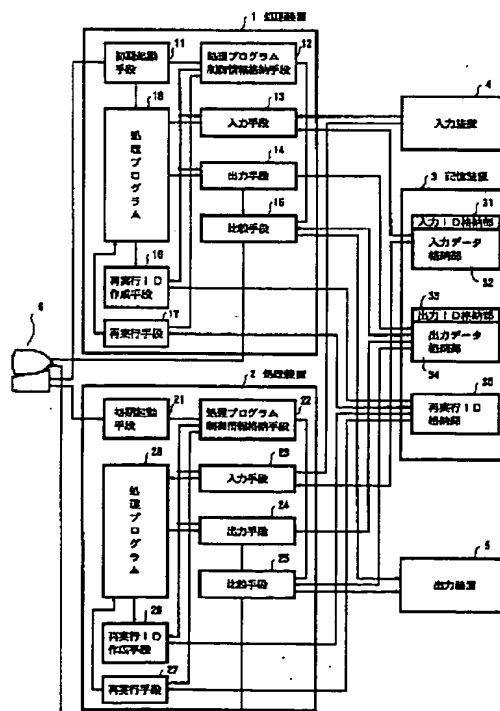 1 処理装置
11
初期起動
手段
12
処理プログラム
制御情報格納手段
18
処理プログラム
13
入力手段
14
出力手段
15
比較手段
16
再実行ID
作成手段
17
再実行手段
4
入力装置
3 記憶装置
31
入力ID格納部
入力データ
格納部
32
33
出力ID格納部
出力データ
格納部
34
35
再実行ID
格納部
6
2 処理装置
21
初期起動
手段
22
処理プログラム
制御情報格納手段
28
処理プログラム
23
入力手段
24
出力手段
25
比較手段
26
再実行ID
作成手段
27
再実行手段
5
出力装置